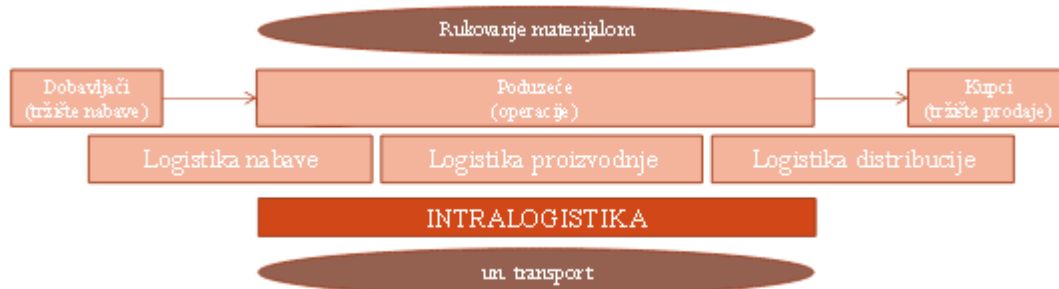 Rukovanje materijalom
Dobavljači
(tržište nabave)
Poduzeće
(operacije)
Kupci
(tržište prodaje)
Logistika nabave
Logistika proizvodnje
Logistika distribucije
INTRALOGISTIKA
un. transport